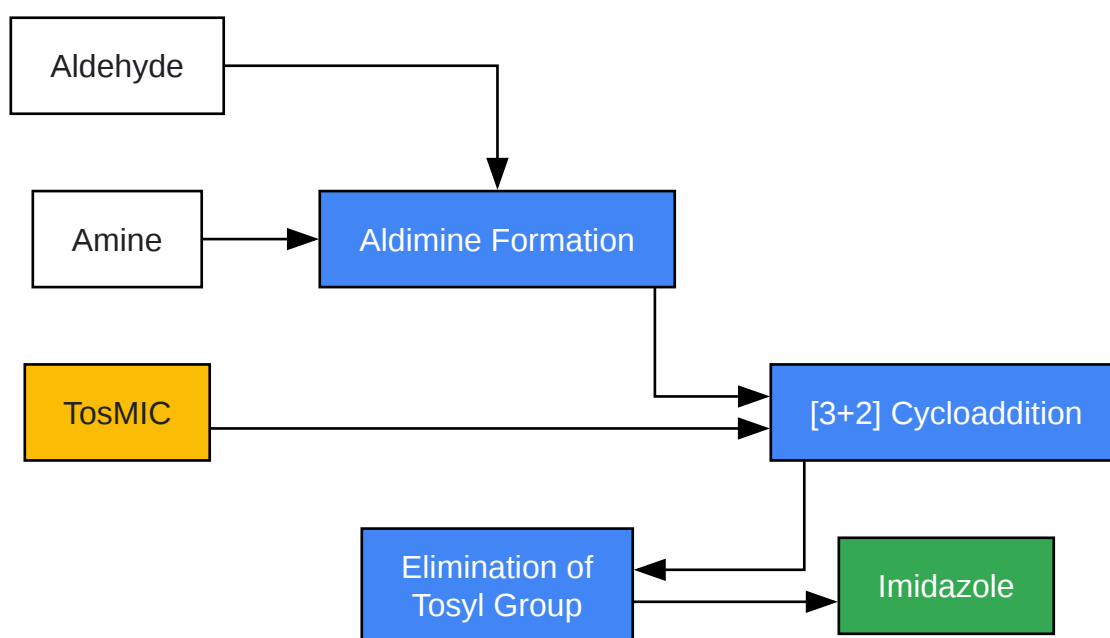 Aldehyde
Amine
Aldimine Formation
TosMIC
[3+2] Cycloaddition
Elimination of
Tosyl Group
Imidazole